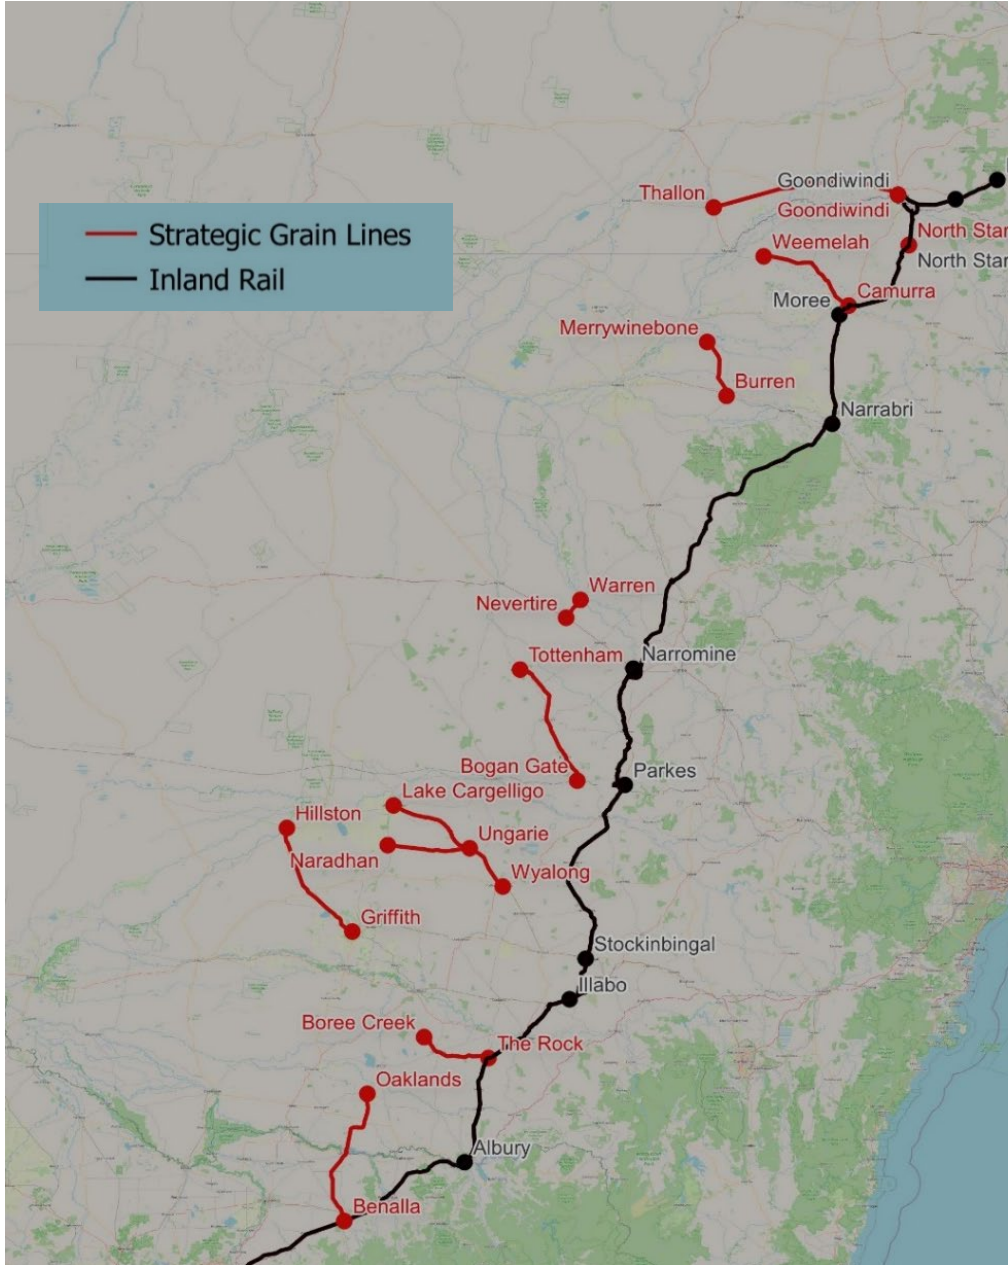 Goondiwindi
Thallon
Goondiwindi
Strategic Grain Lines
North Star
Weemelah
North Star
Inland Rail
Camurra
Moree
Merrywinebone
Burren
Narrabri
Warren
Nevertire
Narromine
Tottenham
Bogan Gate
Parkes
Lake Cargelligo
Hillston
Ungarie
Naradhan
Wyalong
Griffith
Stockinbingal
Illabo
Boree Creek
The Rock
Oaklands
Albury
Benalla